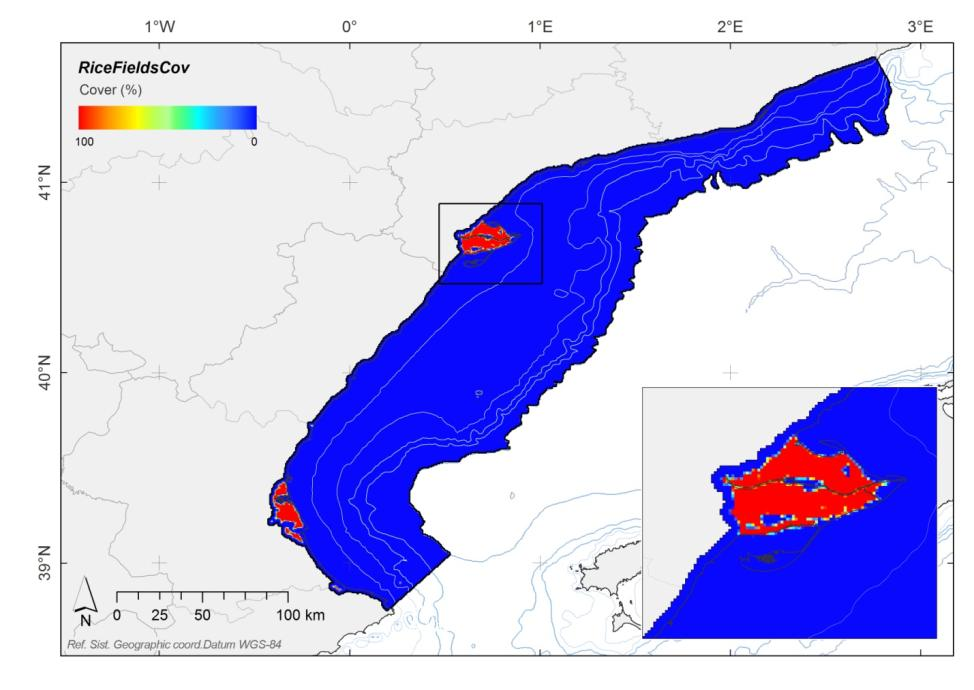 1°W 0° 1°E 2°E 3°E
RiceFieldsCov
Cover (%)
100 0
41°N
40°N
39°N
N
0 25 50 100 km
Ref. Sist. Geographic coord.Datum WGS-84